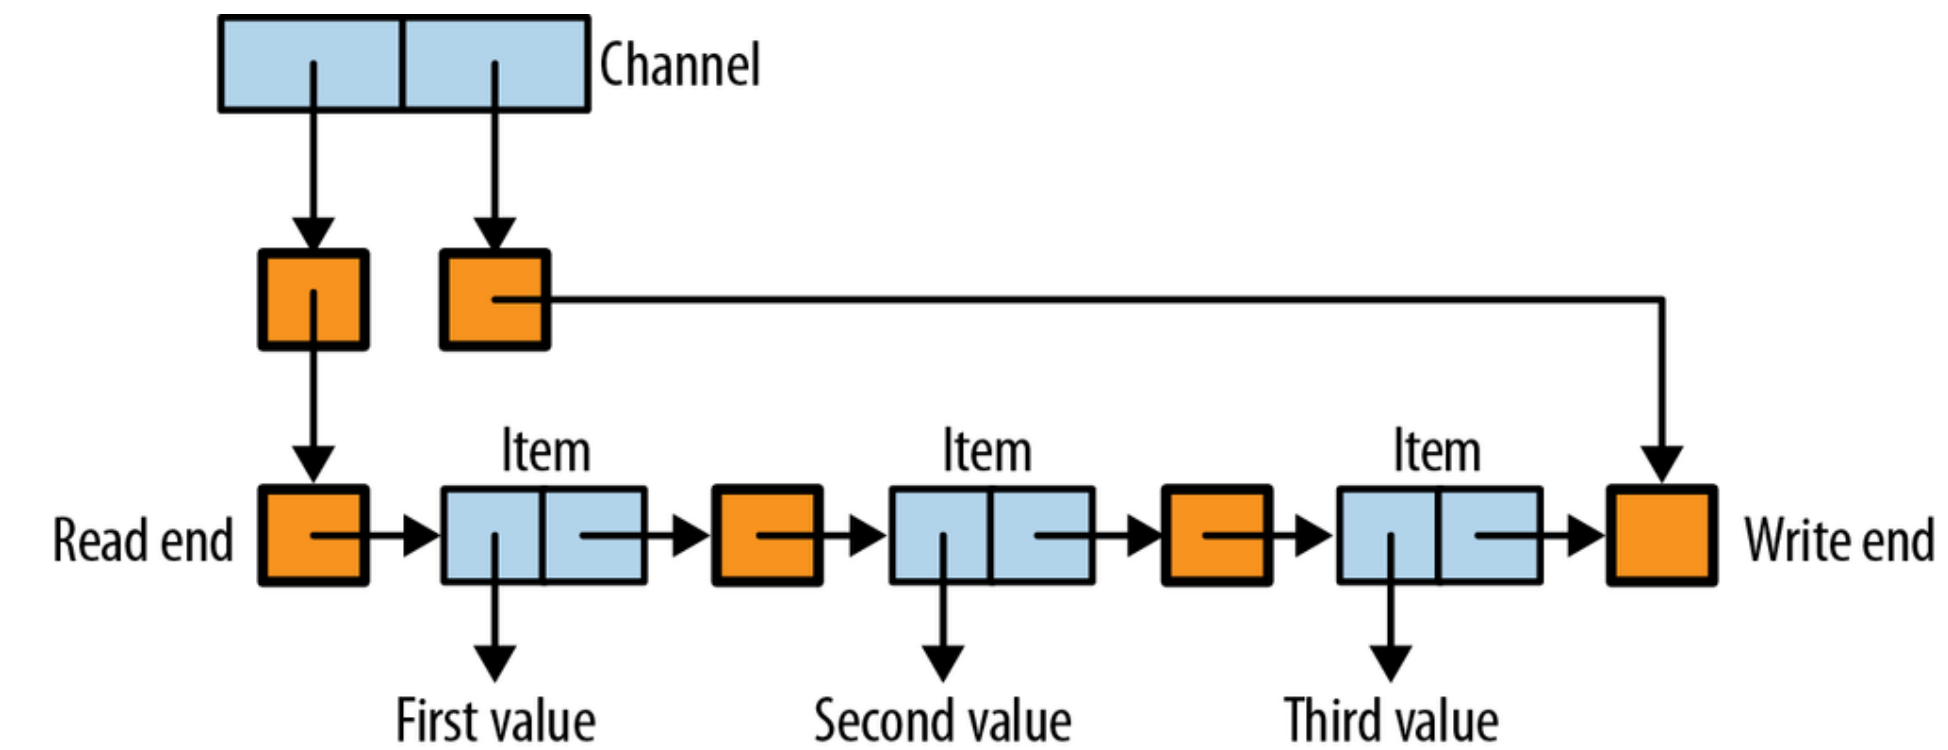 Channel
Item
Item
Item
Read end
Write end
First value
Second value
Third value